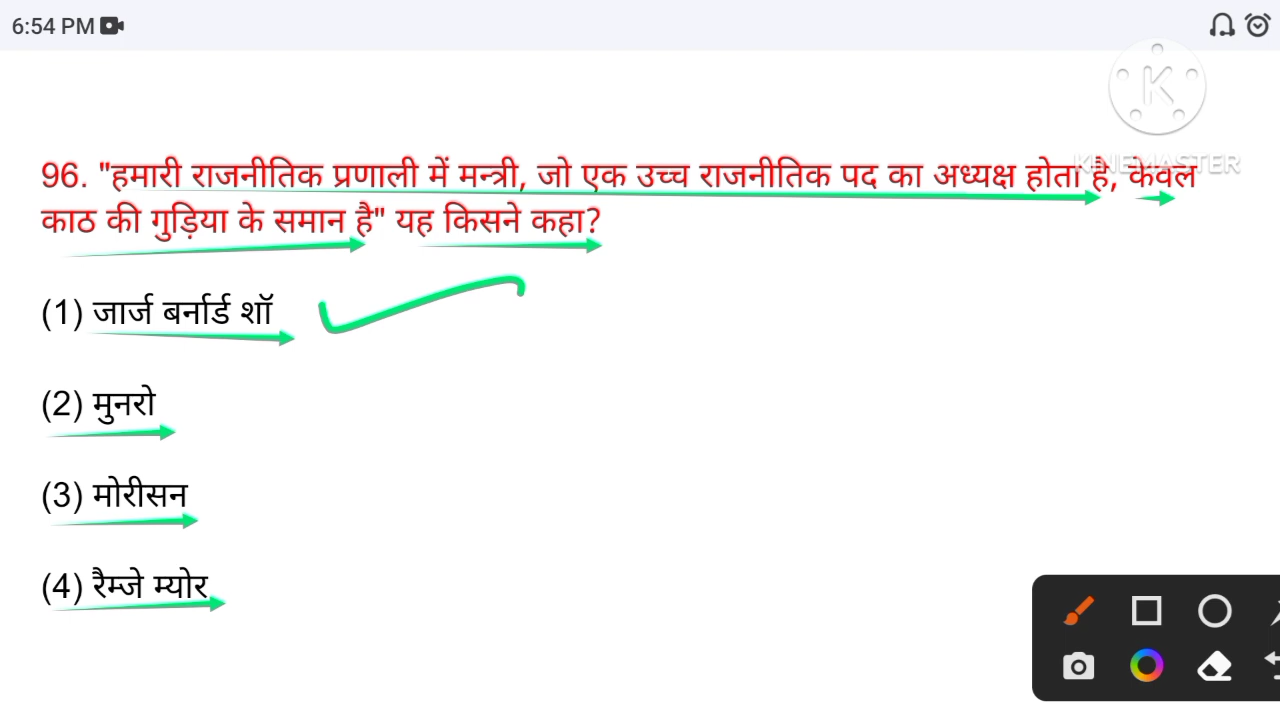 6:54 PM
K
KINEMASTER
96. "हमारी राजनीतिक प्रणाली में मन्त्री, जो एक उच्च राजनीतिक पद का अध्यक्ष होता है, केवल
काठ की गुड़िया के समान है" यह किसने कहा?
(1) जार्ज बर्नार्ड शॉ
(2) मुनरो
(3) मोरीसन
(4) रैम्जे म्योर